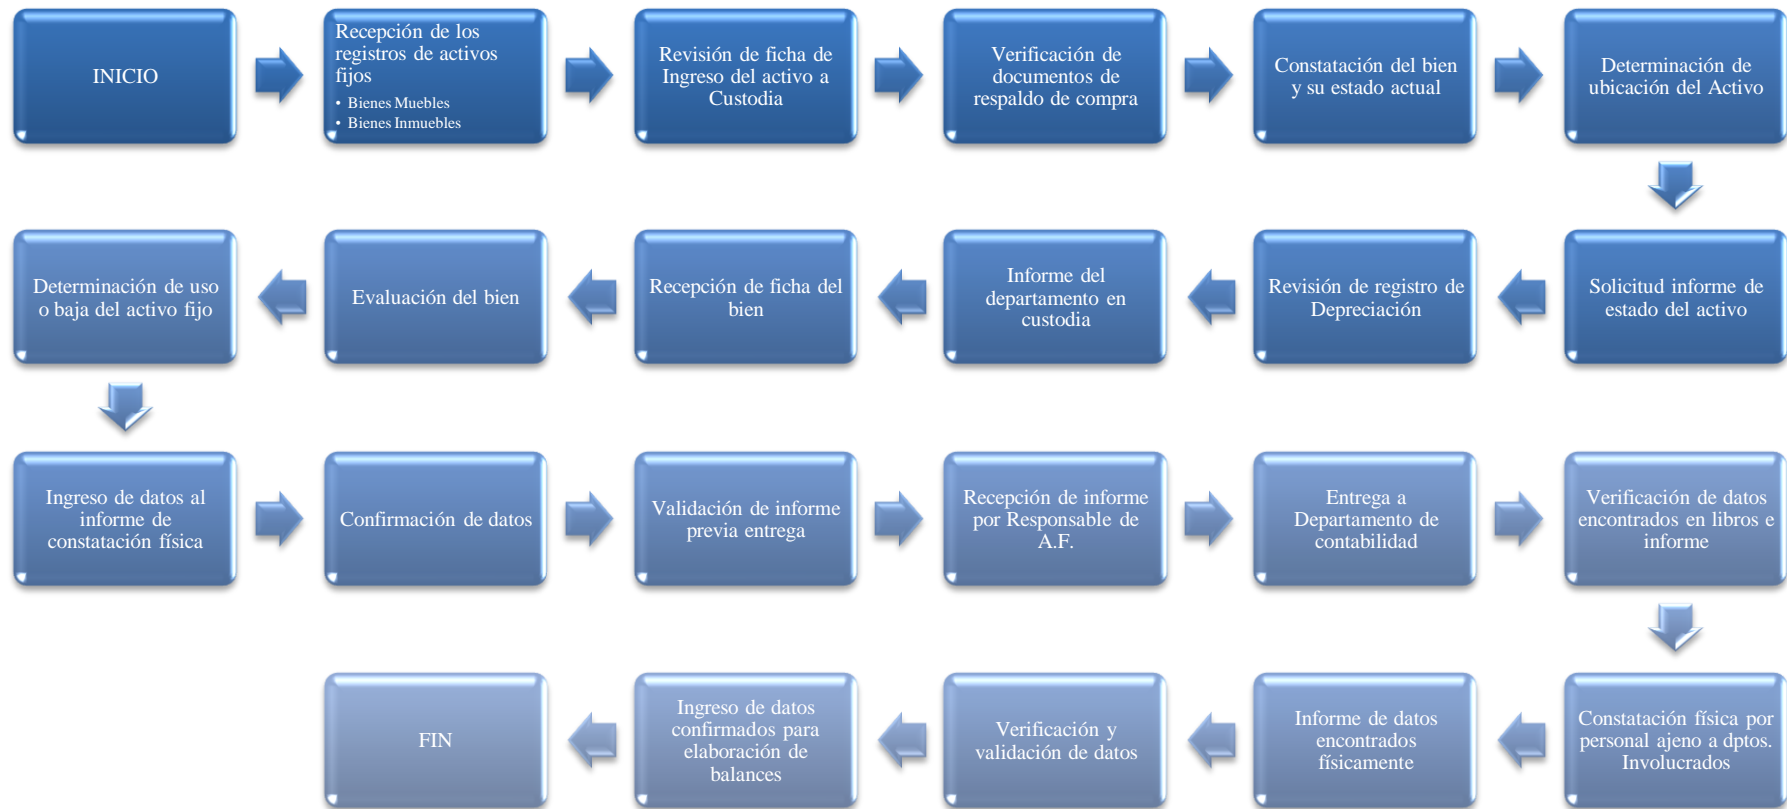 INICIO
Recepción de los
registros de activos
fijos
• Bienes Muebles
• Bienes Inmuebles
Revisión de ficha de
Ingreso del activo a
Custodia
Verificación de
documentos de
respaldo de compra
Constatación del bien
y su estado actual
Determinación de
ubicación del Activo
Solicitud informe de
estado del activo
Revisión de registro de
Depreciación
Informe del
departamento en
custodia
Recepción de ficha del
bien
Evaluación del bien
Determinación de uso
o baja del activo fijo
Ingreso de datos al
informe de
constatación física
Confirmación de datos
Validación de informe
previa entrega
Recepción de informe
por Responsable de
A.F.
Entrega a
Departamento de
contabilidad
Verificación de datos
encontrados en libros e
informe
Constatación física por
personal ajeno a dptos.
Involucrados
Informe de datos
encontrados
físicamente
Verificación y
validación de datos
Ingreso de datos
confirmados para
elaboración de
balances
FIN